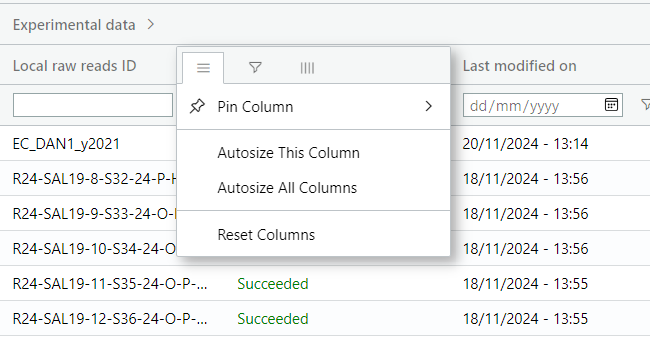 Experimental data
Local raw reads ID
Last modified on
dd/mm/yyyy
Pin Column
EC_DAN1_y2021
20/11/2024 - 13:14
Autosize This Column
R24-SAL19-8-S32-24-P-H
18/11/2024 - 13:56
Autosize All Columns
R24-SAL19-9-S33-24-O-
18/11/2024 - 13:56
Reset Columns
R24-SAL19-10-S34-24-O
18/11/2024 - 13:56
R24-SAL19-11-S35-24-O-P-... Succeeded 18/11/2024 - 13:55
R24-SAL19-12-S36-24-O-P-... Succeeded 18/11/2024 - 13:55